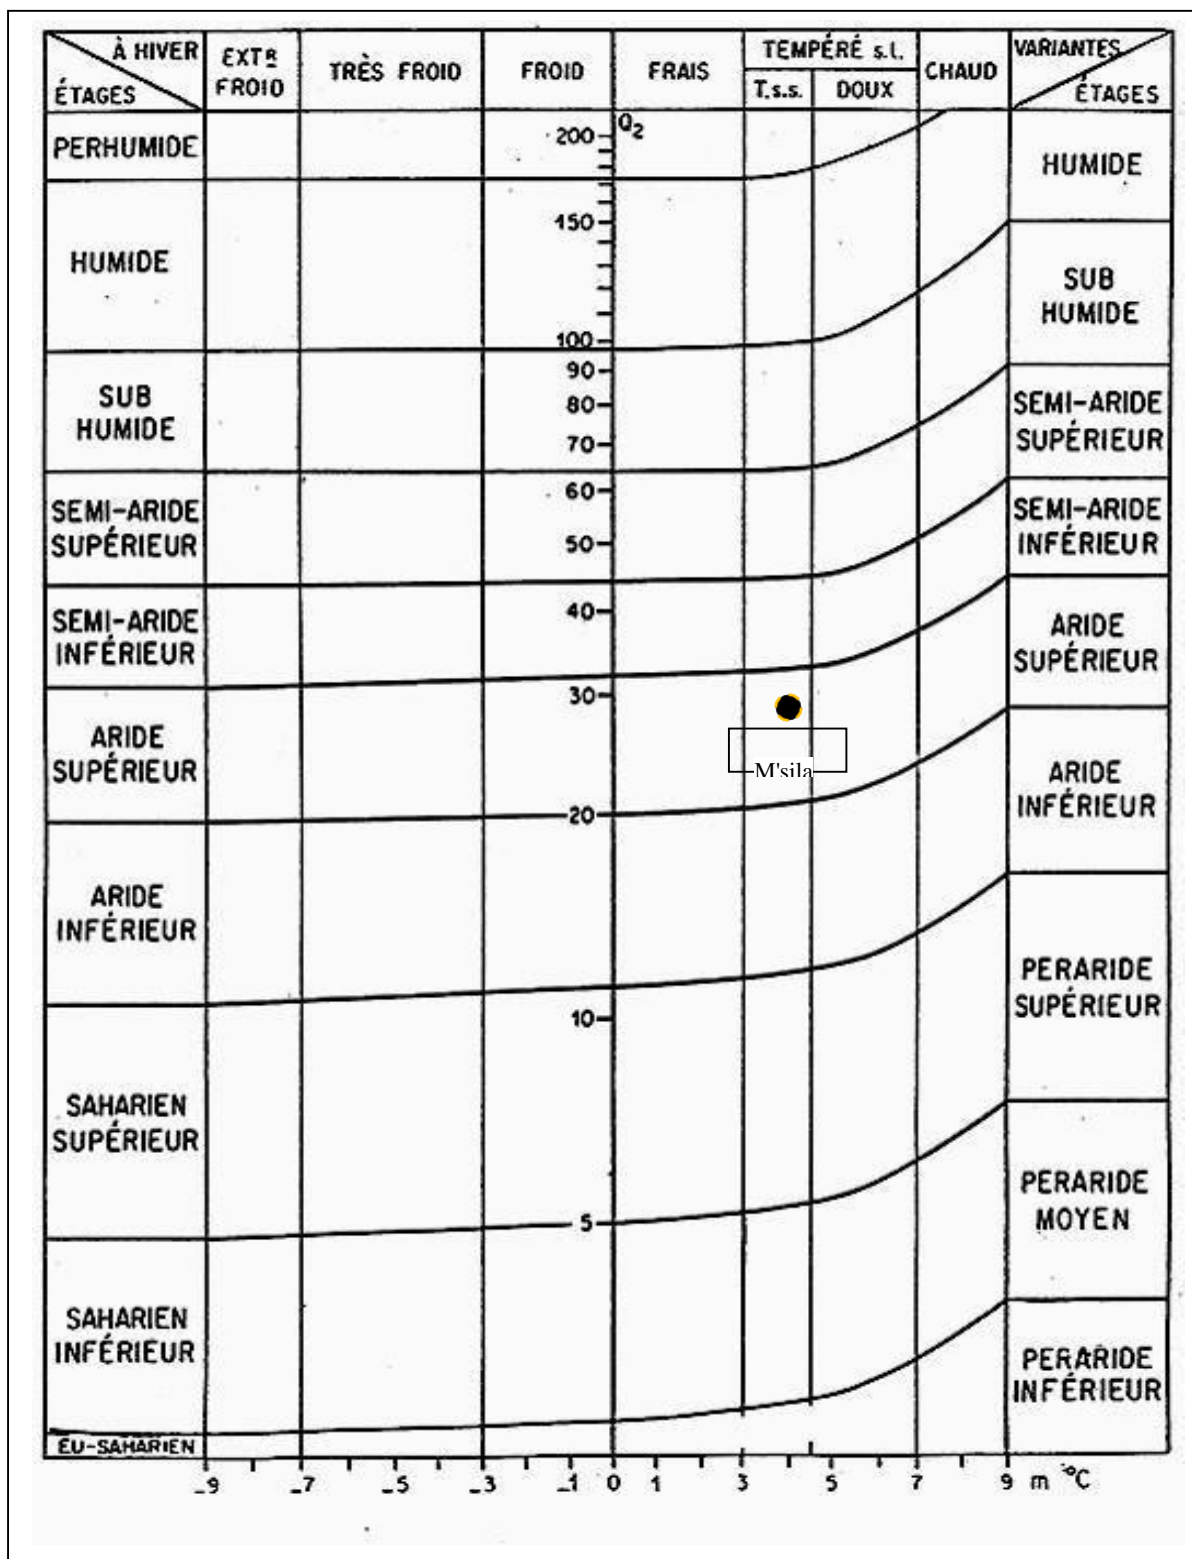 À HIVER
ÉTAGES
EXTR
FROID
TRÈS FROID
FROID
FRAIS
TEMPÉRÉ s.l.
T.s.s.
DOUX
CHAUD
VARIANTES
ÉTAGES
PERHUMIDE
HUMIDE
SUB
HUMIDE
SEMI-ARIDE
SUPÉRIEUR
SEMI-ARIDE
INFÉRIEUR
ARIDE
SUPÉRIEUR
ARIDE
INFÉRIEUR
SAHARIEN
SUPÉRIEUR
SAHARIEN
INFÉRIEUR
EU-SAHARIEN
Q2
200
150
100
90
80
70
60
50
40
30
20
10
5
M'sila
HUMIDE
SUB
HUMIDE
SEMI-ARIDE
SUPÉRIEUR
SEMI-ARIDE
INFÉRIEUR
ARIDE
SUPÉRIEUR
ARIDE
INFÉRIEUR
PERARIDE
SUPÉRIEUR
PERARIDE
MOYEN
PERARIDE
INFÉRIEUR
-9 -7 -5 -3 -1 0 1 3 5 7 9 m °C